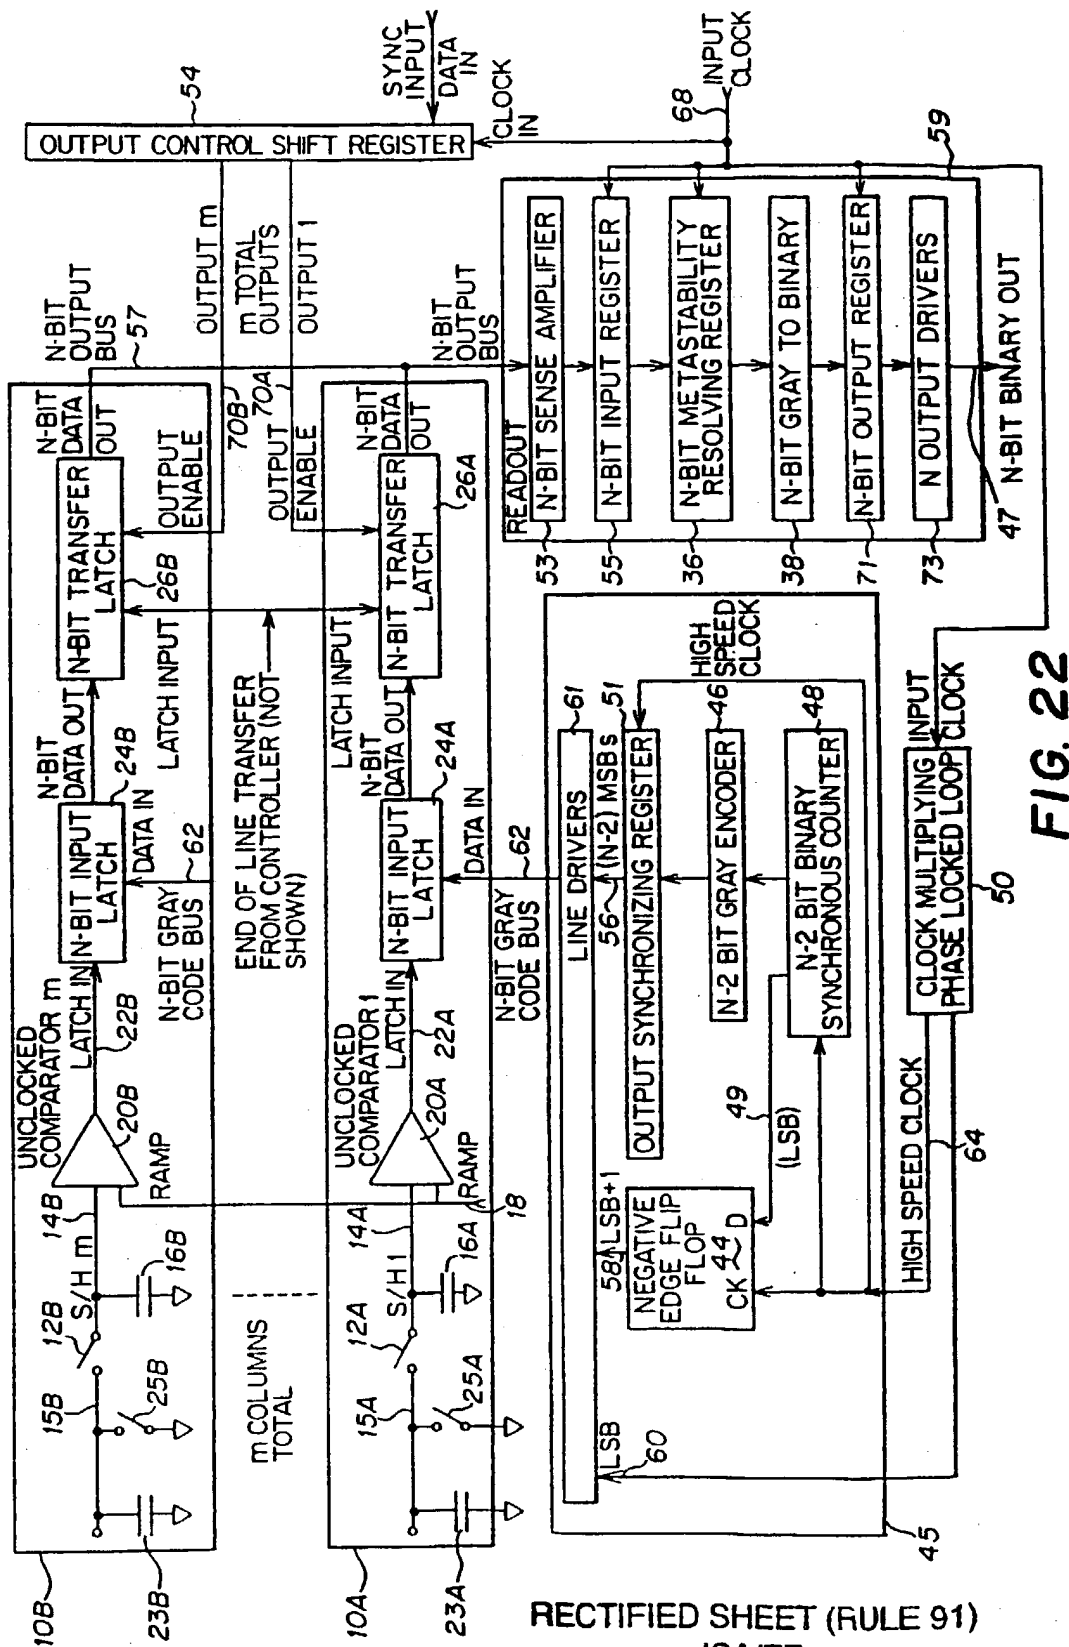 10B
23B
15B
25B
12B
S/H m
16B
14B
UNCLOCKED
COMPARATOR m
20B
RAMP
LATCH IN
22B
N-BIT INPUT
LATCH
24B
DATA IN
62
N-BIT GRAY
CODE BUS
N-BIT
DATA OUT
N-BIT TRANSFER
LATCH
26B
LATCH INPUT
OUTPUT
ENABLE
N-BIT
DATA
OUT
N-BIT
OUTPUT
BUS
57
m COLUMNS
TOTAL
END OF LINE TRANSFER
FROM CONTROLLER (NOT
SHOWN)
70B
70A
OUTPUT m
m TOTAL
OUTPUTS
OUTPUT 1
54
OUTPUT CONTROL SHIFT REGISTER
SYNC
INPUT
DATA
IN
CLOCK
IN
10A
23A
15A
25A
12A
S/H 1
16A
14A
UNCLOCKED
COMPARATOR 1
20A
RAMP
18
LATCH IN
22A
N-BIT INPUT
LATCH
24A
DATA IN
62
N-BIT GRAY
CODE BUS
N-BIT
DATA OUT
LATCH INPUT
N-BIT TRANSFER
LATCH
26A
OUTPUT
ENABLE
N-BIT
DATA
OUT
N-BIT
OUTPUT
BUS
45
LSB
60
LINE DRIVERS
61
58
LSB+1
NEGATIVE
EDGE FLIP
FLOP
44
CK
D
56
(N-2) MSBs
51
OUTPUT SYNCHRONIZING REGISTER
N-2 BIT GRAY ENCODER
46
N-2 BIT BINARY
SYNCHRONOUS COUNTER
48
49
(LSB)
HIGH
SPEED
CLOCK
HIGH SPEED CLOCK
64
CLOCK MULTIPLYING
PHASE LOCKED LOOP
50
INPUT
CLOCK
READOUT
53
N-BIT SENSE AMPLIFIER
55
N-BIT INPUT REGISTER
36
N-BIT METASTABILITY
RESOLVING REGISTER
38
N-BIT GRAY TO BINARY
71
N-BIT OUTPUT REGISTER
73
N OUTPUT DRIVERS
47
N-BIT BINARY OUT
59
68
INPUT
CLOCK
FIG. 22
RECTIFIED SHEET (RULE 91)